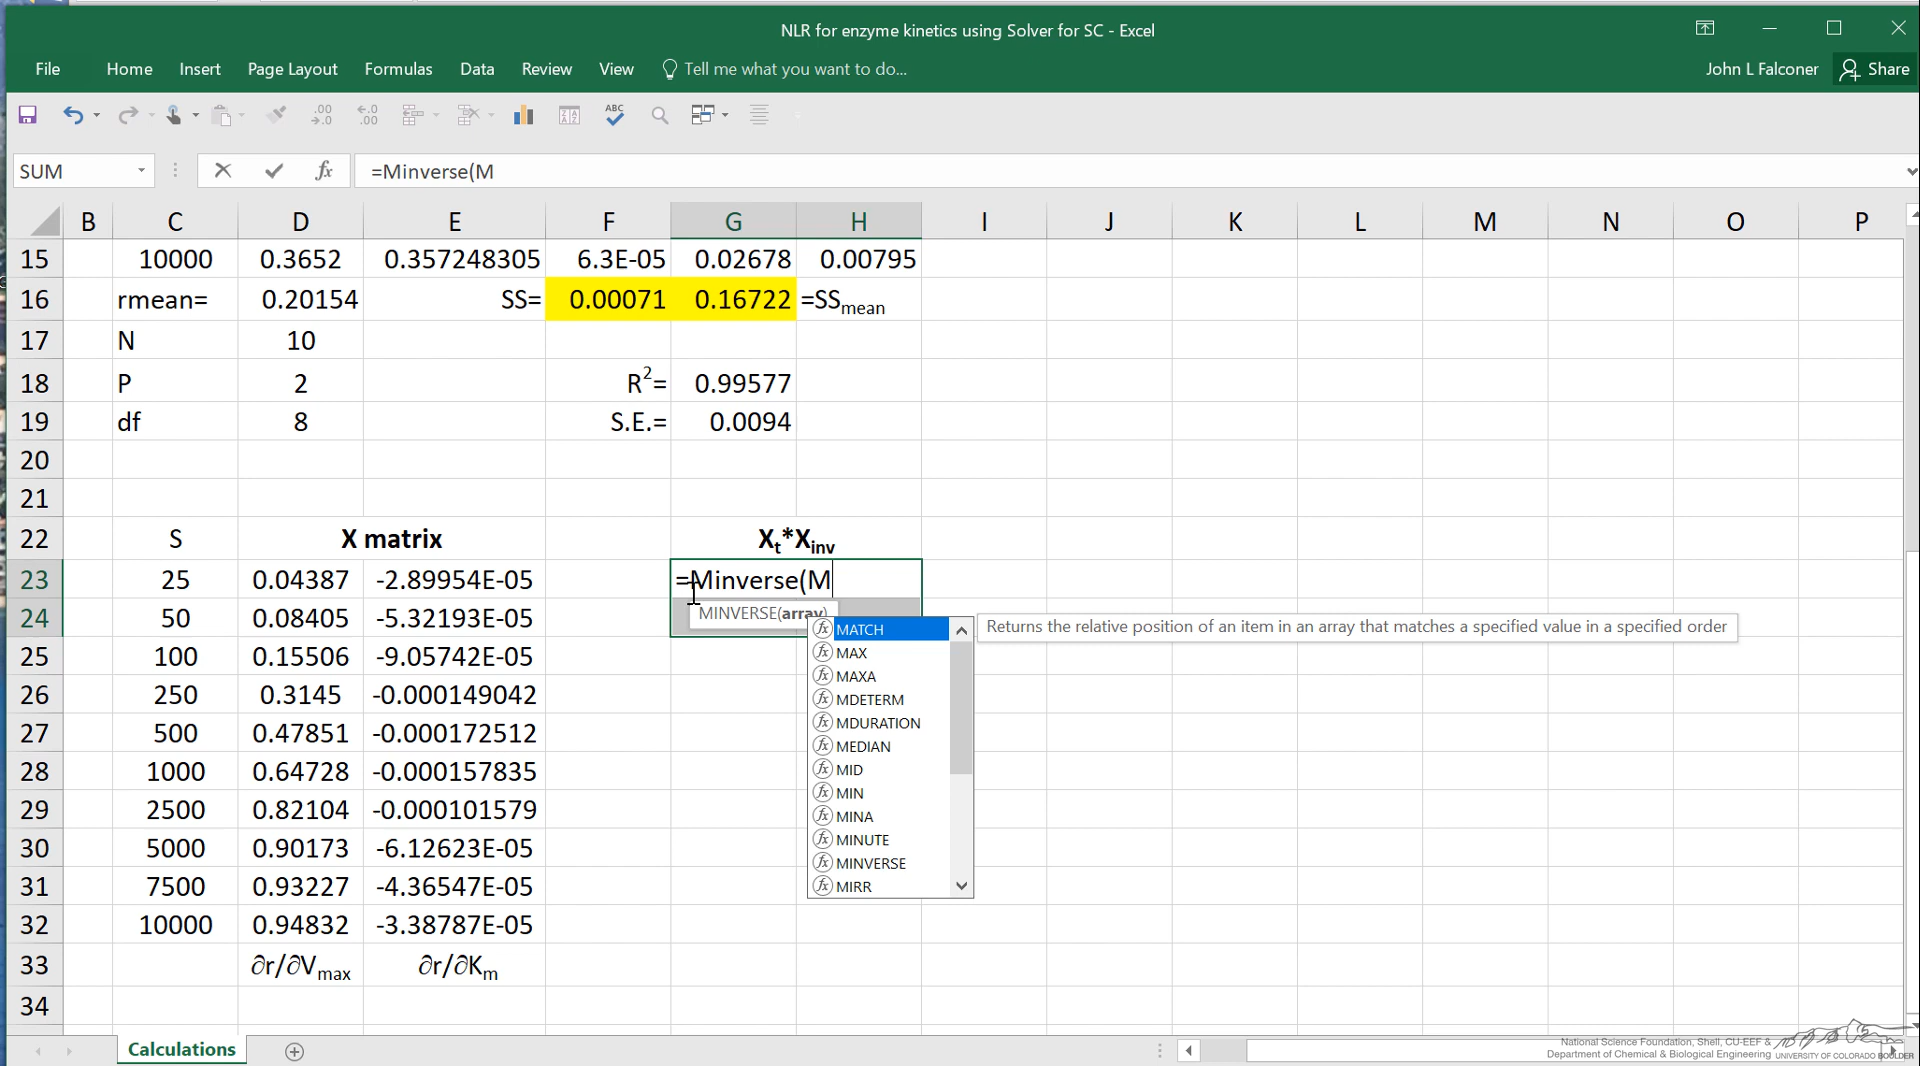 NLR for enzyme kinetics using Solver for SC - Excel
File Home Insert Page Layout Formulas Data Review View Tell me what you want to do... John L Falconer Share
SUM =Minverse(M
B C D E F G H I J K L M N O P
15 10000 0.3652 0.357248305 6.3E-05 0.02678 0.00795
16 rmean= 0.20154 SS= 0.00071 0.16722 =SSmean
17 N 10
18 P 2 R2= 0.99577
19 df 8 S.E.= 0.0094
20
21
22 S X matrix Xt*Xinv
23 25 0.04387 -2.89954E-05 =Minverse(M
MINVERSE(array)
24 50 0.08405 -5.32193E-05
MATCH Returns the relative position of an item in an array that matches a specified value in a specified order
25 100 0.15506 -9.05742E-05
MAX
MAXA
26 250 0.3145 -0.000149042
MDETERM
MDURATION
27 500 0.47851 -0.000172512
MEDIAN
28 1000 0.64728 -0.000157835
MID
MIN
29 2500 0.82104 -0.000101579
MINA
MINUTE
30 5000 0.90173 -6.12623E-05
MINVERSE
31 7500 0.93227 -4.36547E-05
MIRR
32 10000 0.94832 -3.38787E-05
33 ∂r/∂Vmax ∂r/∂Km
34
Calculations
National Science Foundation, Shell, CU-EEF &
Department of Chemical & Biological Engineering UNIVERSITY OF COLORADO BOULDER